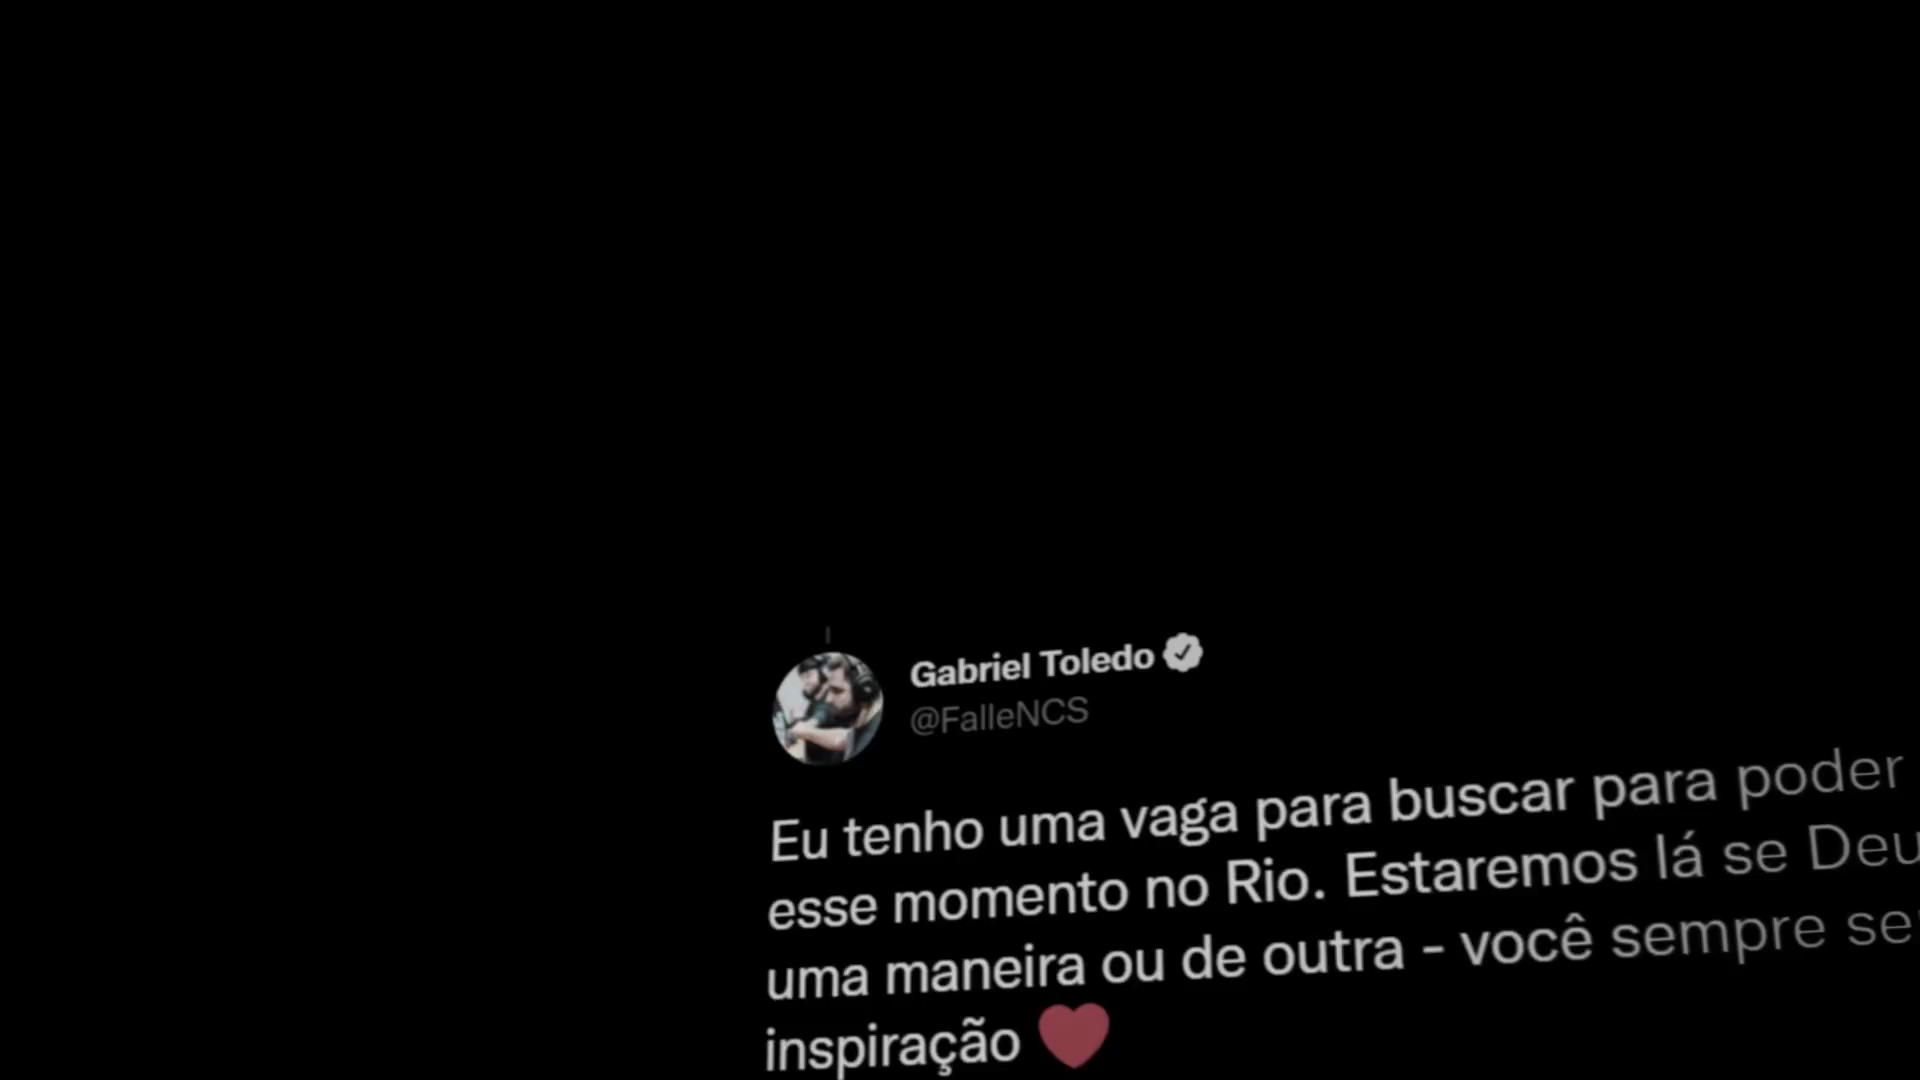 Gabriel Toledo
@FalleNCS
Eu tenho uma vaga para buscar para poder
esse momento no Rio. Estaremos lá se
uma maneira ou de outra - você sempre
inspiração